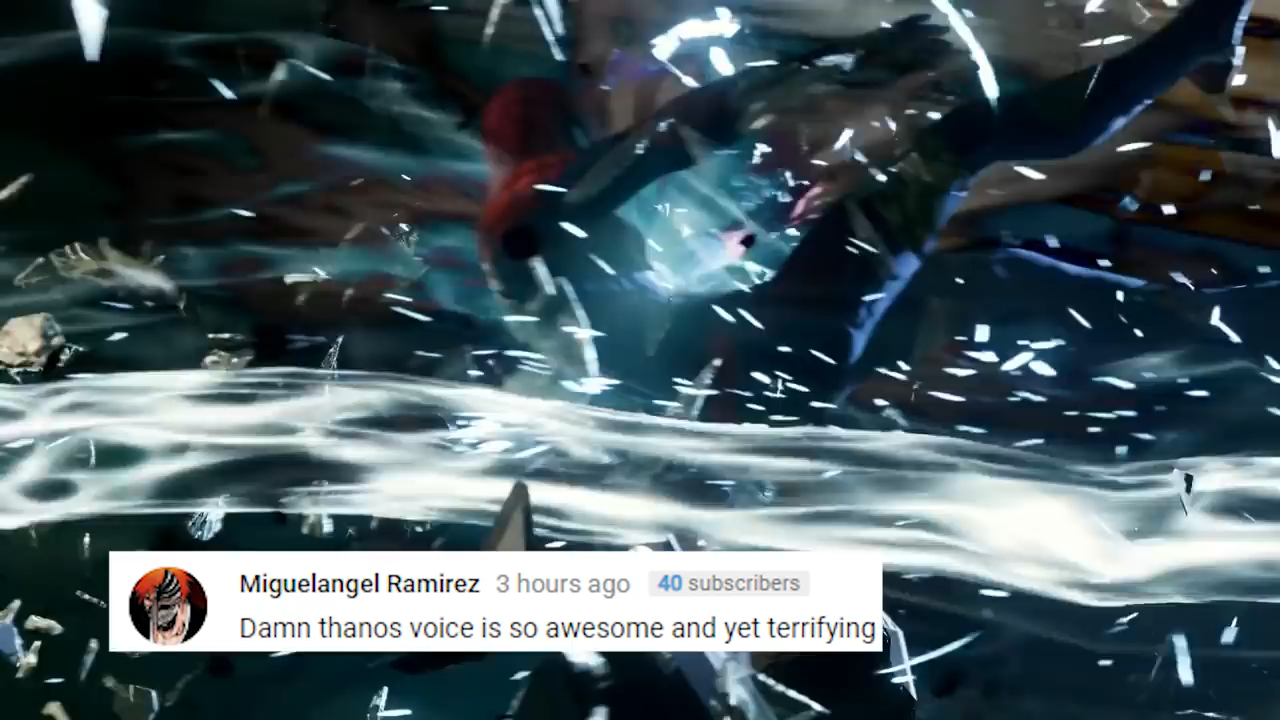 Miguelangel Ramirez 3 hours ago 40 subscribers
Damn thanos voice is so awesome and yet terrifying